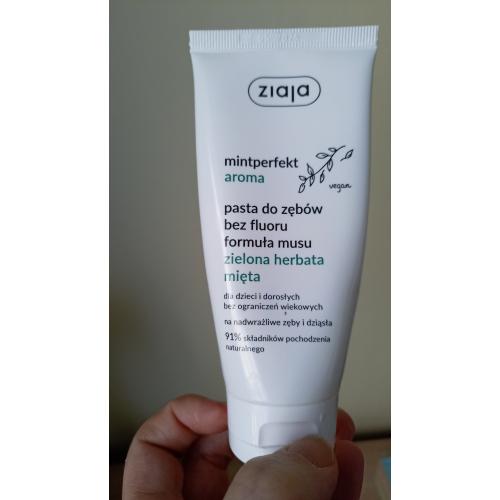 ziaja
mintperfekt
aroma
vegan
pasta do zębów
bez fluoru
formuła musu
zielona herbata
mięta
dla dzieci i dorosłych
bez ograniczeń wiekowych
na nadwrażliwe zęby i dziąsła
91% składników pochodzenia
naturalnego